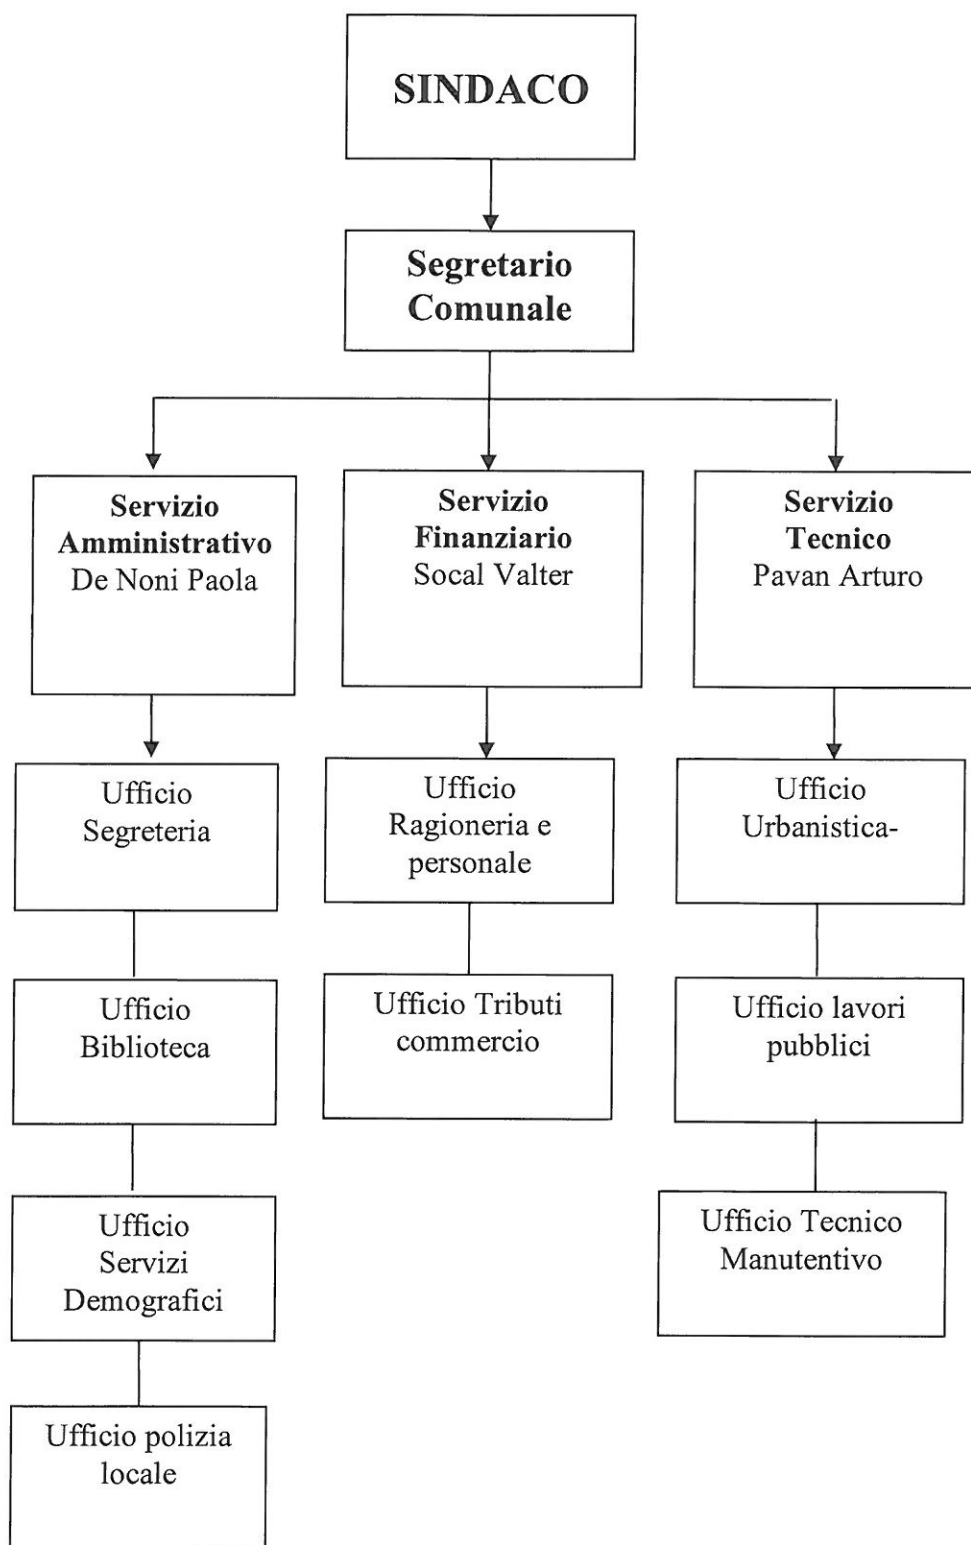 SINDACO
Segretario
Comunale
Servizio
Amministrativo
De Noni Paola
Servizio
Finanziario
Socal Valter
Servizio
Tecnico
Pavan Arturo
Ufficio
Segreteria
Ufficio
Ragioneria e
personale
Ufficio
Urbanistica-
Ufficio
Biblioteca
Ufficio Tributi
commercio
Ufficio lavori
pubblici
Ufficio
Servizi
Demografici
Ufficio Tecnico
Manutentivo
Ufficio polizia
locale